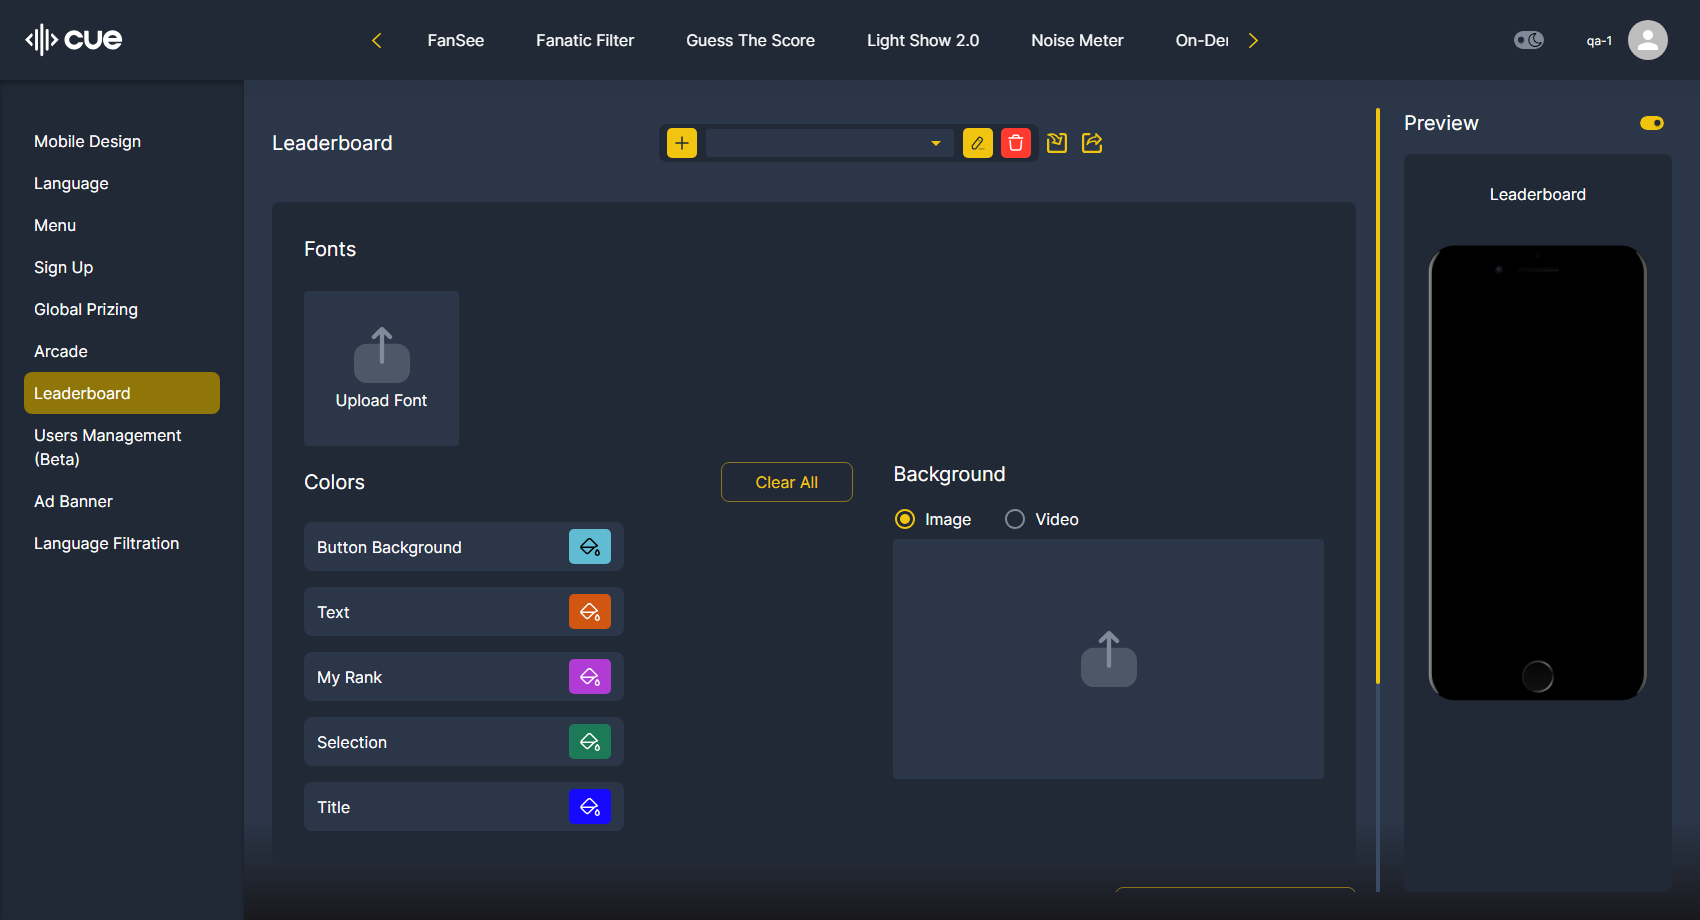 cue
FanSee
Fanatic Filter
Guess The Score
Light Show 2.0
Noise Meter
On-De
qa-1
Mobile Design
Language
Menu
Sign Up
Global Prizing
Arcade
Leaderboard
Users Management
(Beta)
Ad Banner
Language Filtration
Leaderboard
Fonts
Upload Font
Colors
Clear All
Button Background
Text
My Rank
Selection
Title
Background
Image
Video
Preview
Leaderboard